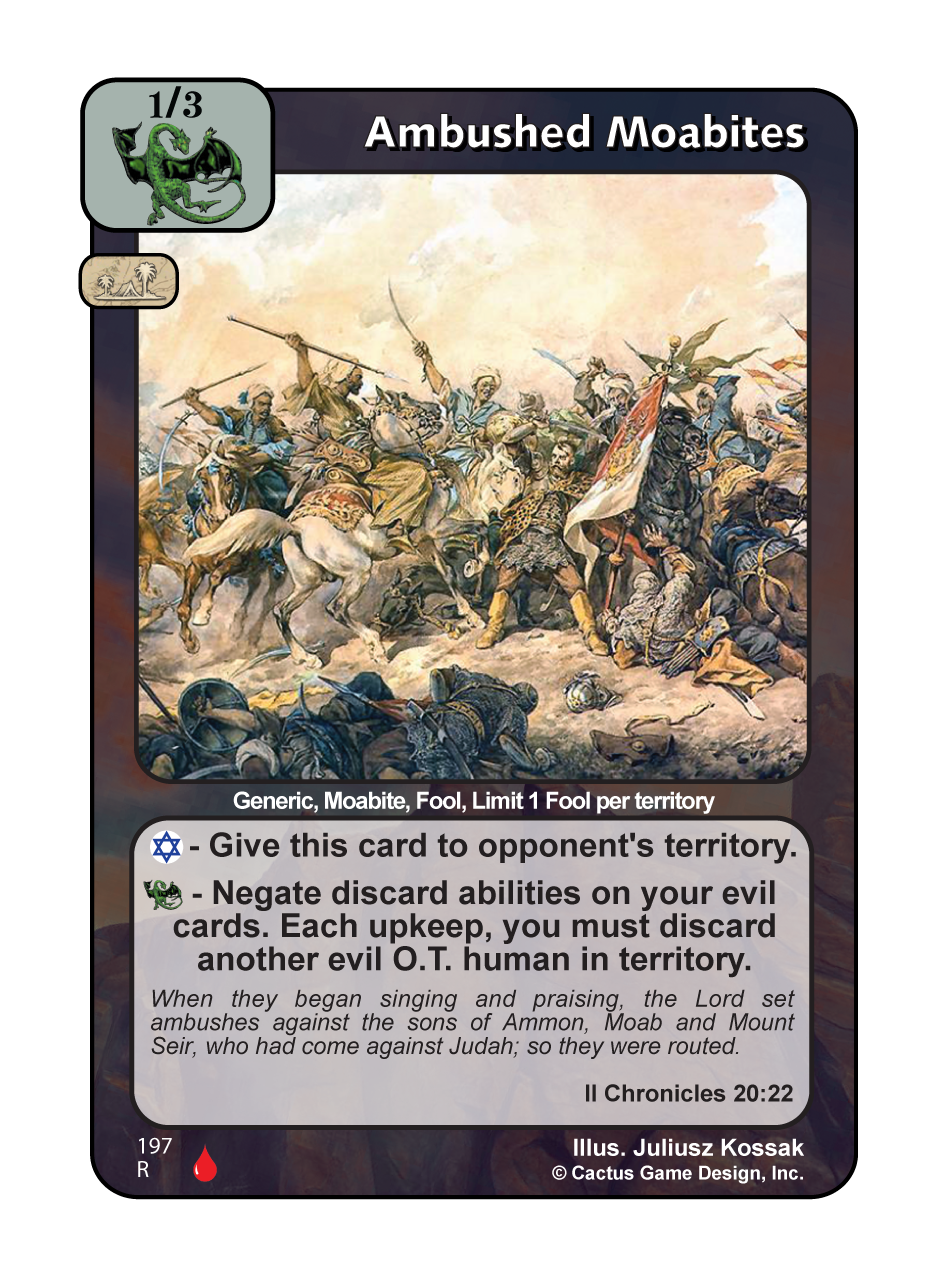 1/3
Ambushed Moabites
Generic, Moabite, Fool, Limit 1 Fool per territory
- Give this card to opponent's territory.
- Negate discard abilities on your evil
cards. Each upkeep, you must discard
another evil O.T. human in territory.
When they began singing and praising, the Lord set
ambushes against the sons of Ammon, Moab and Mount
Seir, who had come against Judah; so they were routed.
II Chronicles 20:22
197
R
Illus. Juliusz Kossak
© Cactus Game Design, Inc.